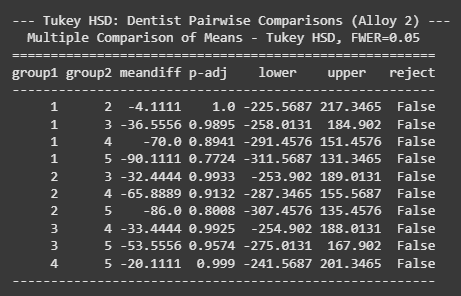 --- Tukey HSD: Dentist Pairwise Comparisons (Alloy 2) ---
Multiple Comparison of Means - Tukey HSD, FWER=0.05
=====================================================
group1 group2 meandiff p-adj lower upper reject
-----------------------------------------------------
1 2 -4.1111 1.0 -225.5687 217.3465 False
1 3 -36.5556 0.9895 -258.0131 184.902 False
1 4 -70.0 0.8941 -291.4576 151.4576 False
1 5 -90.1111 0.7724 -311.5687 131.3465 False
2 3 -32.4444 0.9933 -253.902 189.0131 False
2 4 -65.8889 0.9132 -287.3465 155.5687 False
2 5 -86.0 0.8008 -307.4576 135.4576 False
3 4 -33.4444 0.9925 -254.902 188.0131 False
3 5 -53.5556 0.9574 -275.0131 167.902 False
4 5 -20.1111 0.999 -241.5687 201.3465 False
-----------------------------------------------------